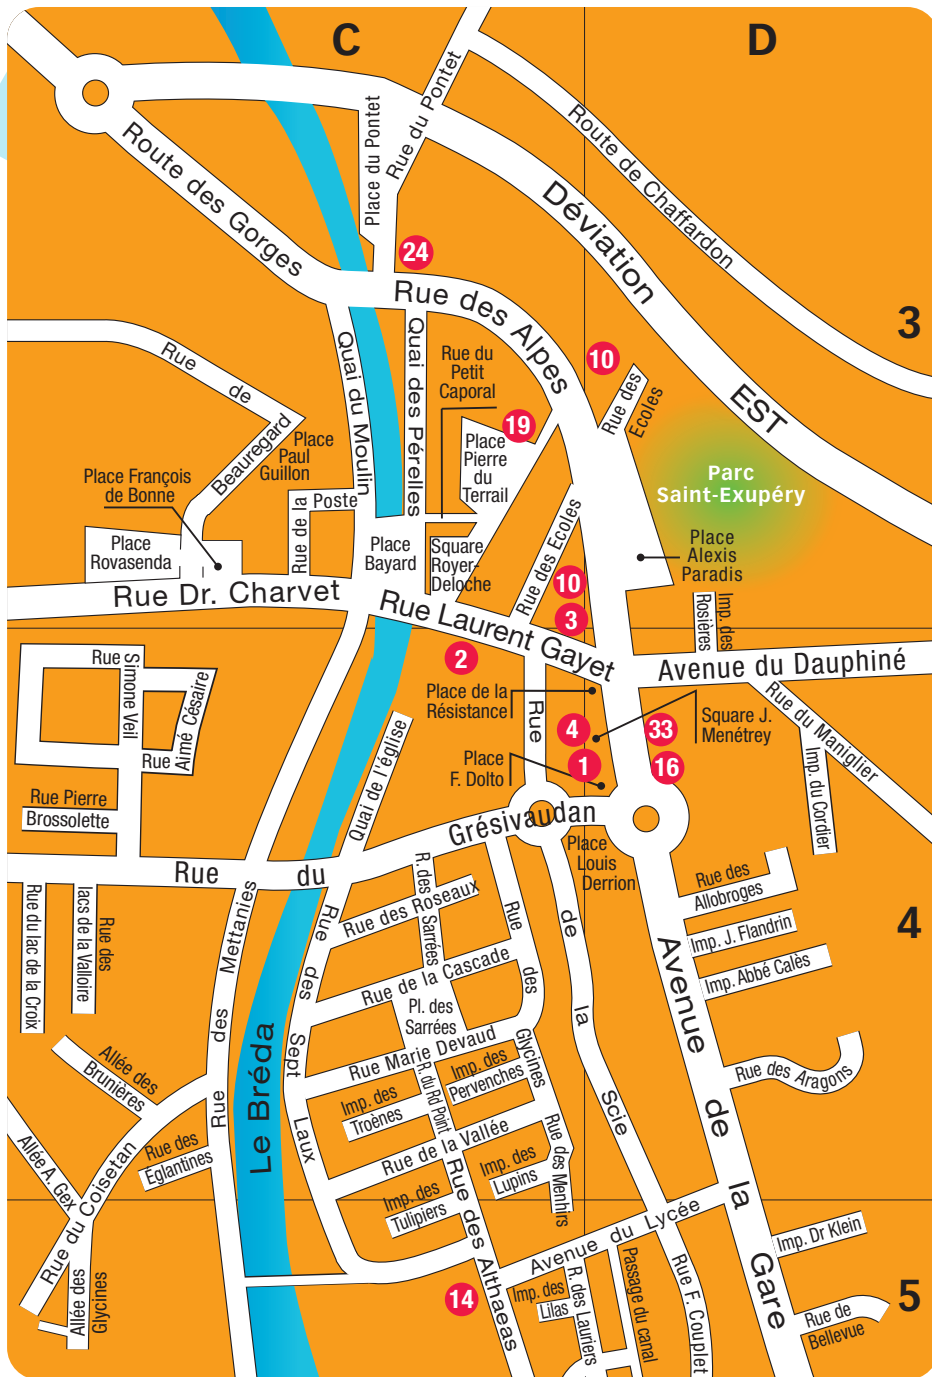 C
D
Rue du Pontet
Place du Pontet
Route de Chaffardon
Route des Gorges
Déviation
EST
24
3
Rue des Alpes
Quai du Moulin
Quai des Pérelles
Rue du
Petit
Caporal
10
Rue des
Ecoles
Rue de
Beauregard
19
Place
Pierre
du
Terrail
Place
Paul
Guillon
Place François
de Bonne
Parc
Saint-Exupéry
Rue de la
Poste
Rue des Ecoles
Place
Rovasenda
Place
Bayard
Square
Royer-
Deloche
Place
Alexis
Paradis
10
Rue Dr. Charvet
Rue Laurent Gayet
3
Imp. des
Rosières
2
Avenue du Dauphiné
Rue
Simone Veil
Rue
Aimé Césaire
Place de la
Résistance
Rue
4
33
Square J.
Menétrey
Rue du Maniglier
Quai de l'église
Place
F. Dolto
1
16
Imp. du Cordier
Rue Pierre
Brossolette
Grésivaudan
Place
Louis
Derrion
Rue du
Rue du lac de la Croix
Rue des
lacs de la Valloire
Rue des Mettanies
R. des
Sarrées
Rue des Roseaux
Rue des
Glycines
de la
Scie
Rue des
Allobroges
4
Imp. J. Flandrin
Imp. Abbé Calès
Rue des Sept
Laux
Rue de la Cascade
Pl. des
Sarrées
Avenue de la Gare
Le Bréda
Rue Marie Devaud
Rue des Aragons
Allée des
Brunières
Imp. des
Pervenches
R. du Rd Point
Imp. des
Troènes
Allée A. Gex
Rue du Coisetan
Rue des
Églantines
Rue de la Vallée
Rue des Menhirs
Imp. des
Lupins
Imp. des
Tulipiers
Rue des Althaeas
Avenue du Lycée
Imp. Dr Klein
Allée des
Glycines
14
Imp. des
Lilas
R. des Lauriers
Passage du canal
Rue F. Couplet
5
Rue de
Bellevue